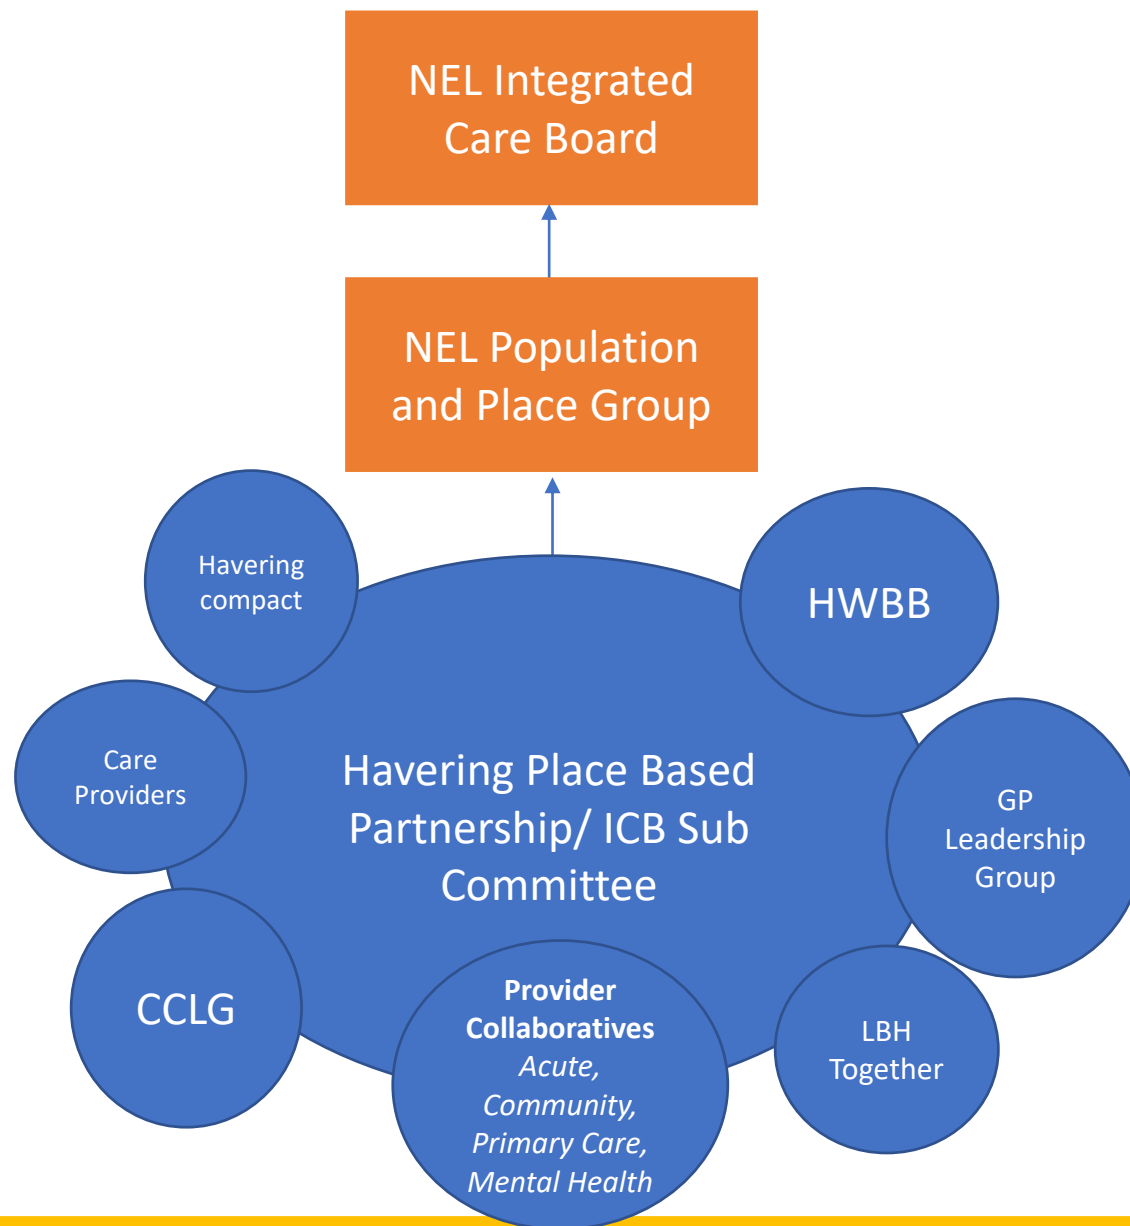 NEL Integrated
Care Board
NEL Population
and Place Group
Havering
compact
HWBB
Care
Providers
Havering Place Based
Partnership/ ICB Sub
Committee
GP
Leadership
Group
CCLG
Provider
Collaboratives
Acute,
Community,
Primary Care,
Mental Health
LBH
Together